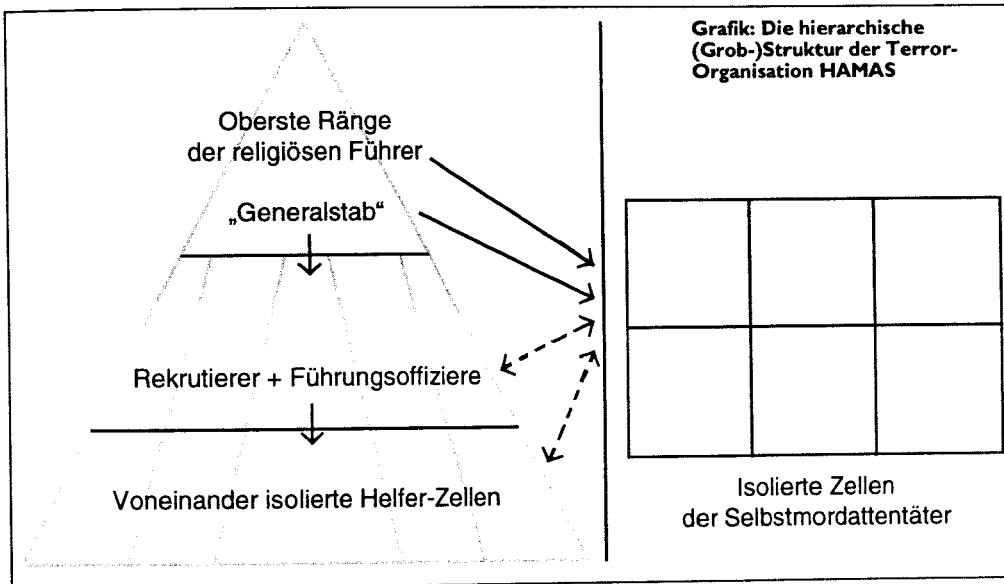 Grafik: Die hierarchische
(Grob-)Struktur der Terror-
Organisation HAMAS
Oberste Ränge
der religiösen Führer
„Generalstab“
Rekrutierer + Führungsoffiziere
Voneinander isolierte Helfer-Zellen
Isolierte Zellen
der Selbstmordattentäter